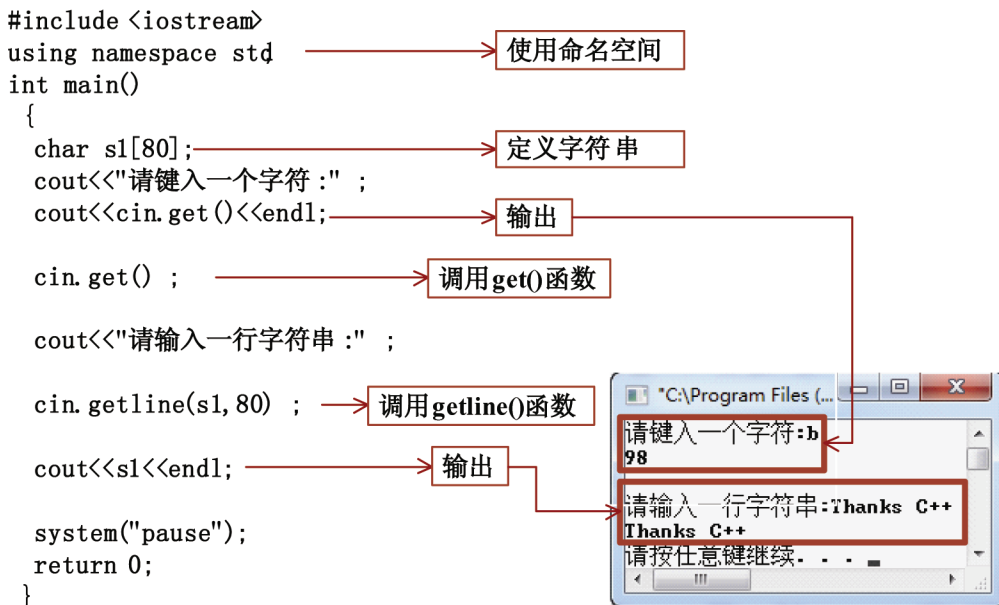 #include <iostream>
using namespace std; 使用命名空间
int main()
{
char s1[80]; 定义字符串
cout<<"请键入一个字符:" ;
cout<<cin.get()<<endl; 输出
cin.get() ; 调用get()函数
cout<<"请输入一行字符串:" ;
cin.getline(s1,80) ; 调用getline()函数
cout<<s1<<endl; 输出
system("pause");
return 0;
}
"C:\Program Files (...
请键入一个字符:b
98
请输入一行字符串:Thanks C++
Thanks C++
请按任意键继续. . .